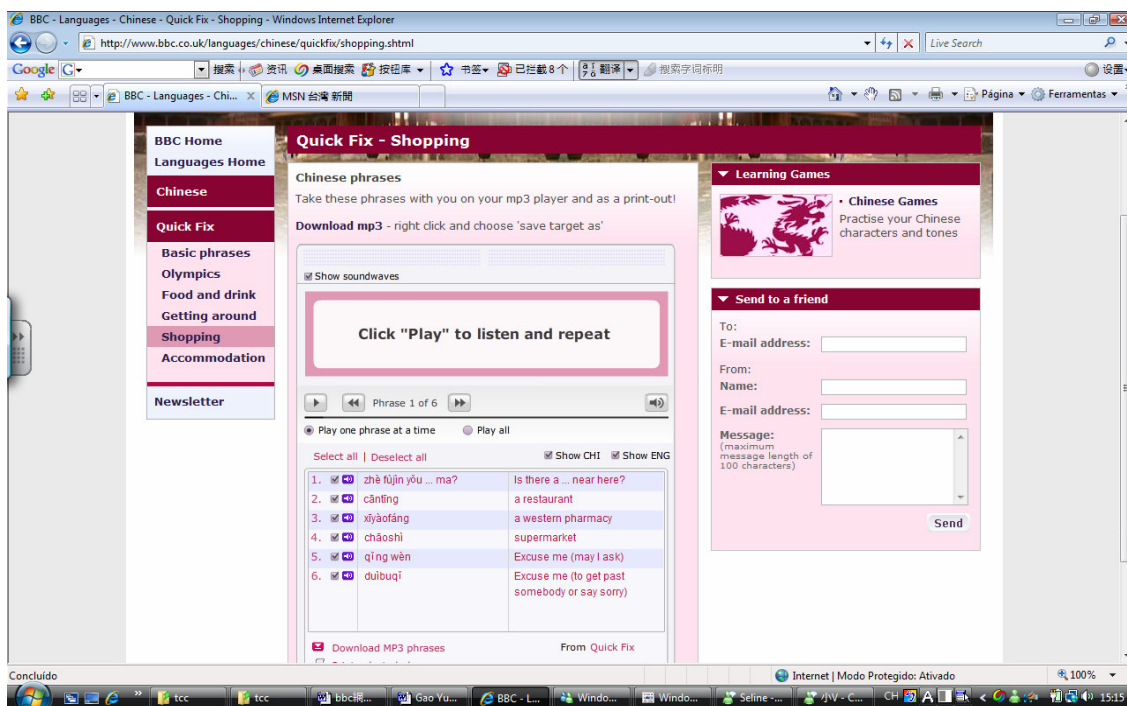 BBC - Languages - Chinese - Quick Fix - Shopping - Windows Internet Explorer
http://www.bbc.co.uk/languages/chinese/quickfix/shopping.shtml
Live Search
Google
搜索
资讯
桌面搜索
按钮库
书签
已拦截8个
翻译
搜索字词标明
设置
BBC - Languages - Chi...
MSN 台灣 新聞
Página
Ferramentas
BBC Home
Languages Home
Chinese
Quick Fix
Basic phrases
Olympics
Food and drink
Getting around
Shopping
Accommodation
Newsletter
Quick Fix - Shopping
Chinese phrases
Take these phrases with you on your mp3 player and as a print-out!
Download mp3 - right click and choose 'save target as'
Show soundwaves
Click "Play" to listen and repeat
Phrase 1 of 6
Play one phrase at a time Play all
Select all | Deselect all Show CHI Show ENG
1. zhè fùjìn yǒu ... ma? Is there a ... near here?
2. cāntīng a restaurant
3. xīyàofáng a western pharmacy
4. chāoshì supermarket
5. qǐng wèn Excuse me (may I ask)
6. duìbuqǐ Excuse me (to get past
somebody or say sorry)
Download MP3 phrases From Quick Fix
Learning Games
Chinese Games
Practise your Chinese
characters and tones
Send to a friend
To:
E-mail address:
From:
Name:
E-mail address:
Message:
(maximum
message length of
100 characters)
Send
Concluído
Internet | Modo Protegido: Ativado
100%
tcc
tcc
Gao Yu...
BBC - L...
Windo...
Windo...
Seline -...
小V - C...
CH
A
15:15